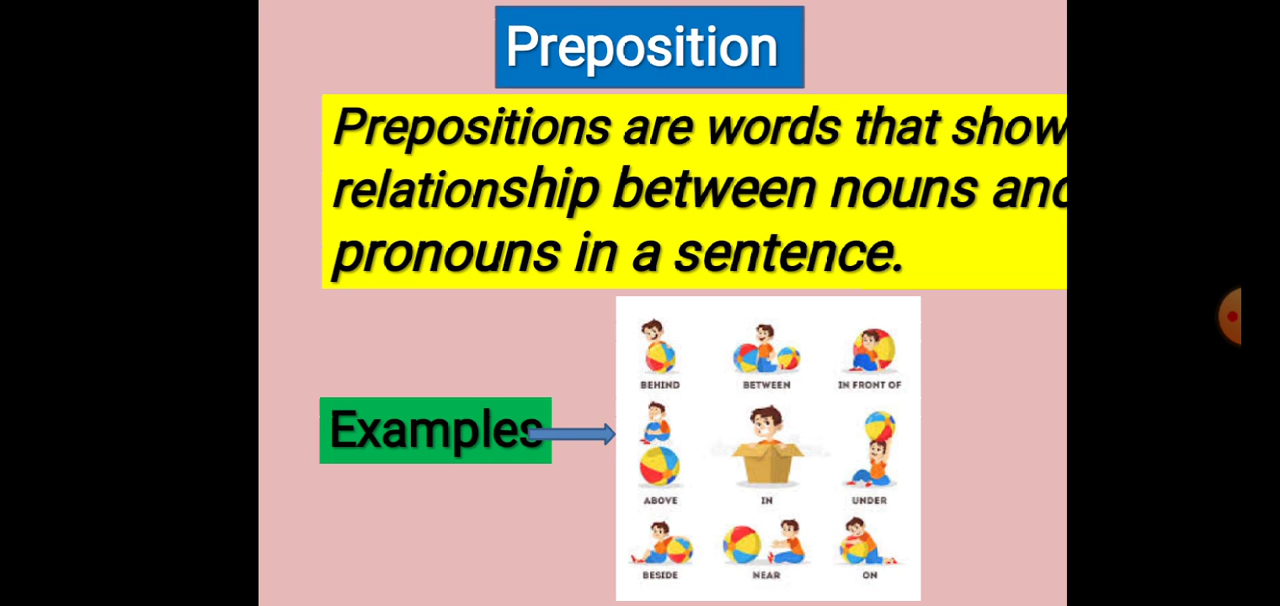 Preposition
Prepositions are words that show
relationship between nouns and
pronouns in a sentence.
Examples
BEHIND BETWEEN IN FRONT OF
ABOVE IN UNDER
BESIDE NEAR ON